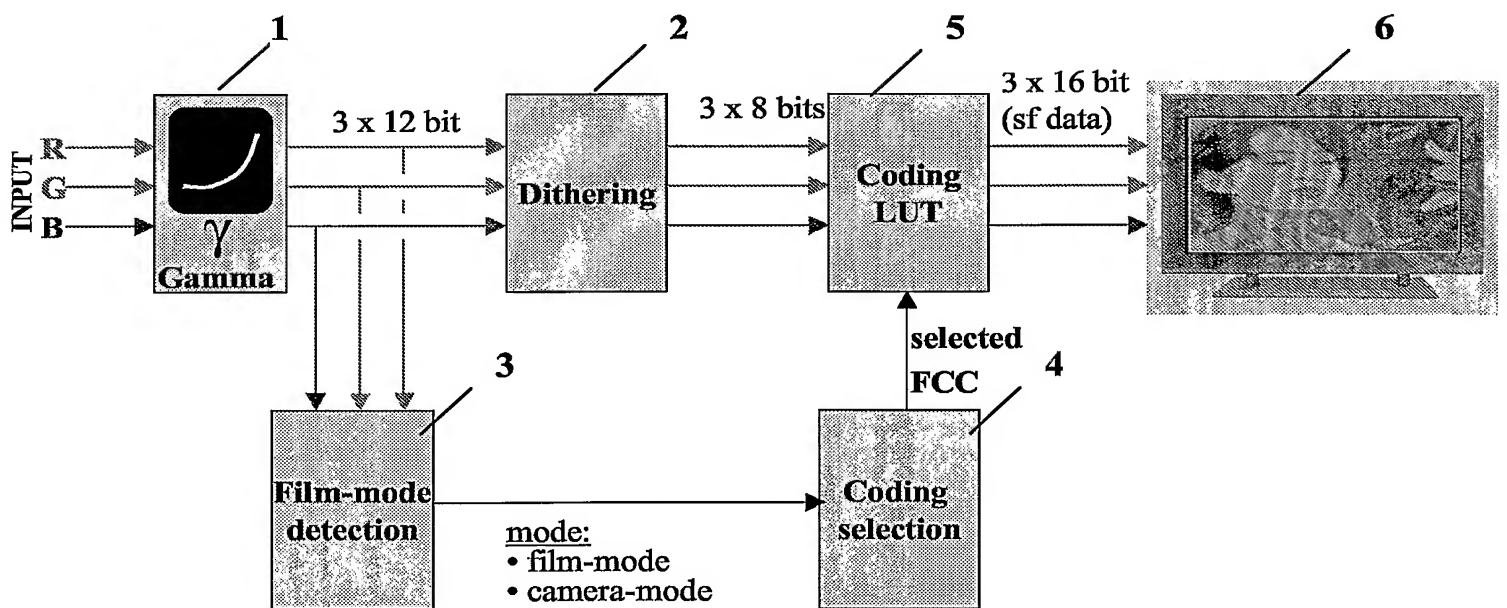 1
2
5
6
3 x 12 bit
3 x 8 bits
3 x 16 bit
(sf data)
INPUT
R
G
B
γ
Gamma
Dithering
Coding
LUT
selected
FCC
3
4
Film-mode
detection
mode:
• film-mode
• camera-mode
Coding
selection